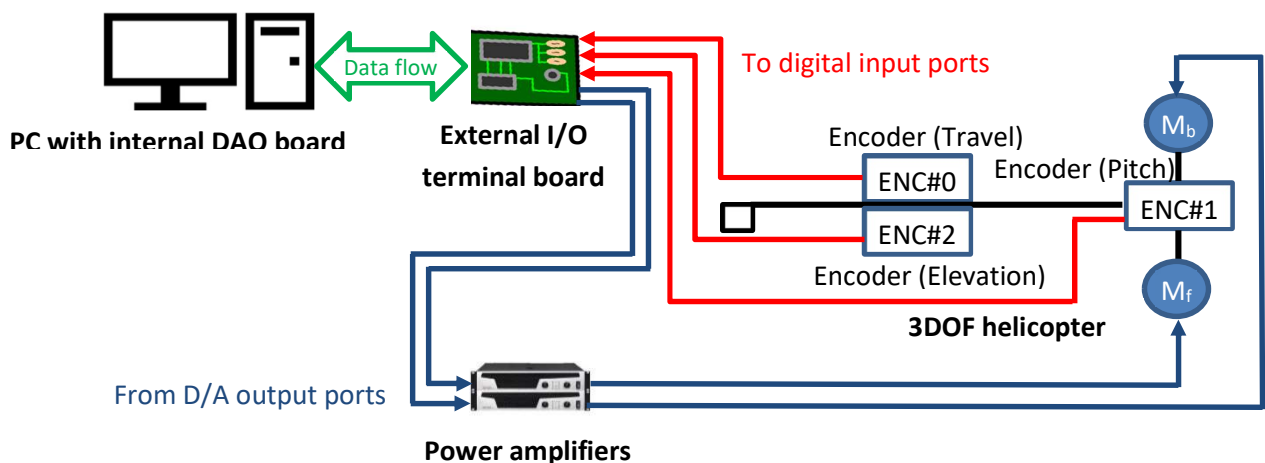 Data flow
To digital input ports
PC with internal DAQ board
External I/O
terminal board
Encoder (Travel)
Encoder (Pitch)
Mb
ENC#0
ENC#1
ENC#2
Encoder (Elevation)
Mf
3DOF helicopter
From D/A output ports
Power amplifiers